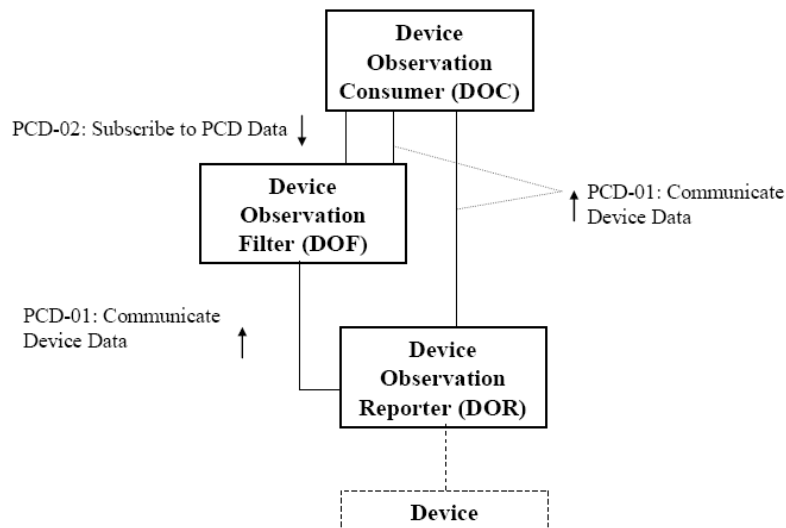 Device
Observation
Consumer (DOC)
PCD-02: Subscribe to PCD Data
Device
Observation
Filter (DOF)
PCD-01: Communicate
Device Data
PCD-01: Communicate
Device Data
Device
Observation
Reporter (DOR)
Device